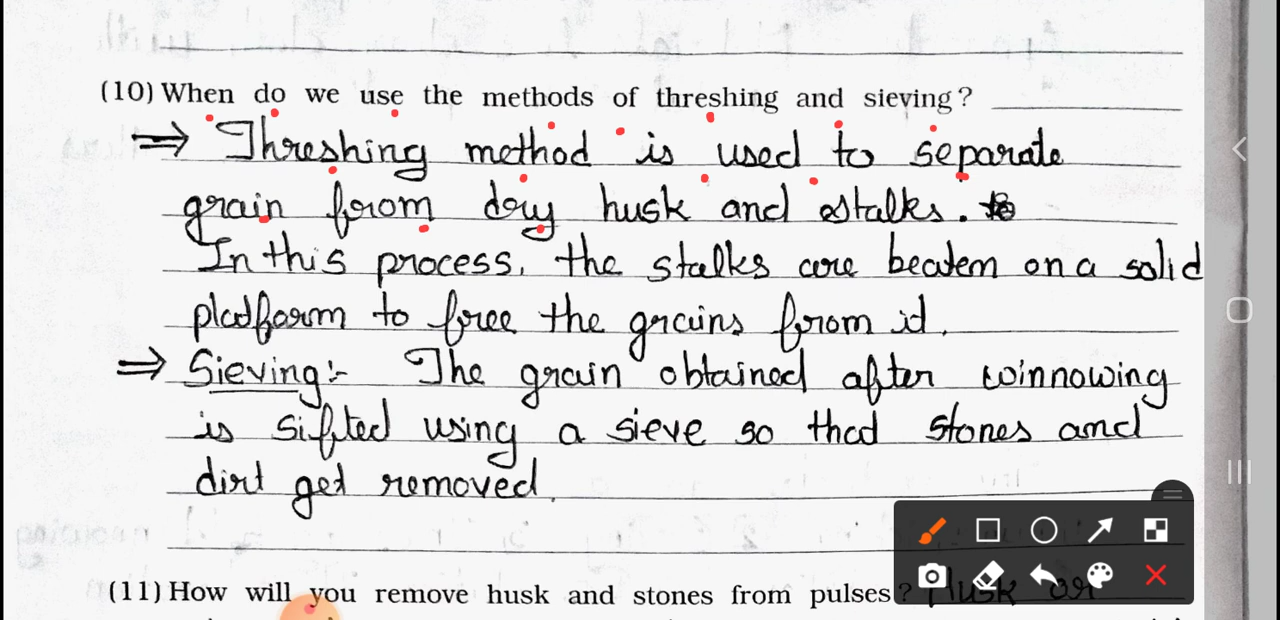 (10) When do we use the methods of threshing and sieving?
⇒ Threshing method is used to separate
grain from dry husk and stalks.
In this process, the stalks are beaten on a solid
platform to free the grains from it.
⇒ Sieving:- The grain obtained after winnowing
is sifted using a sieve so that stones and
dirt get removed.
(11) How will you remove husk and stones from pulses? Husk or